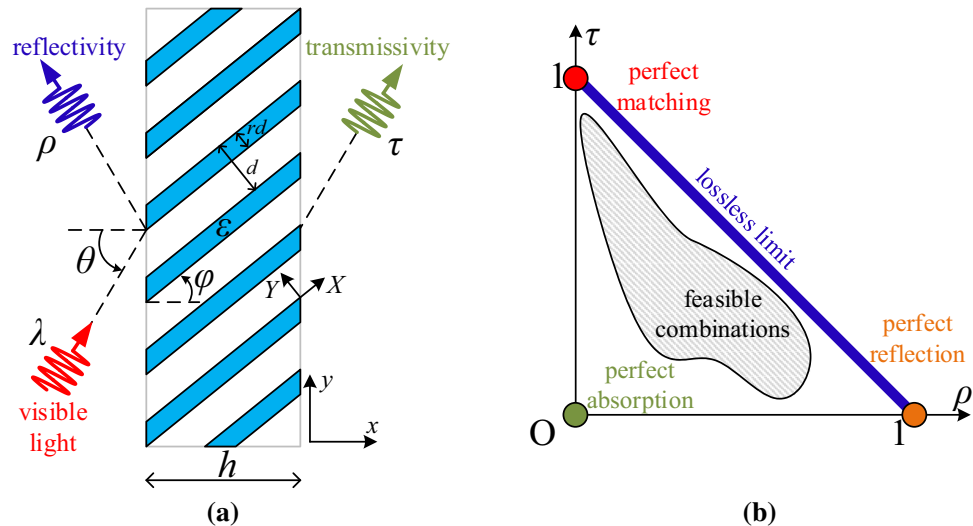 reflectivity
transmissivity
ρ
τ
rd
d
ε
θ
φ
Y
X
λ
visible
light
y
x
h
(a)
τ
1
perfect
matching
lossless limit
feasible
combinations
perfect
reflection
perfect
absorption
O
1
ρ
(b)